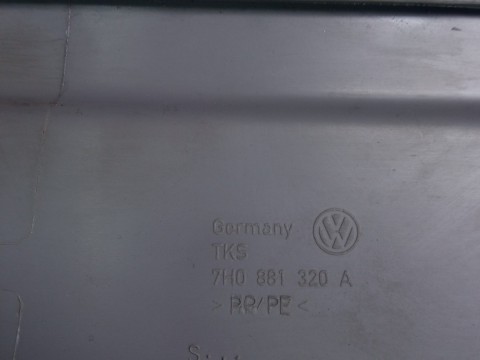 Germany
TKS
7H0 881 320 A
> PP/PE <